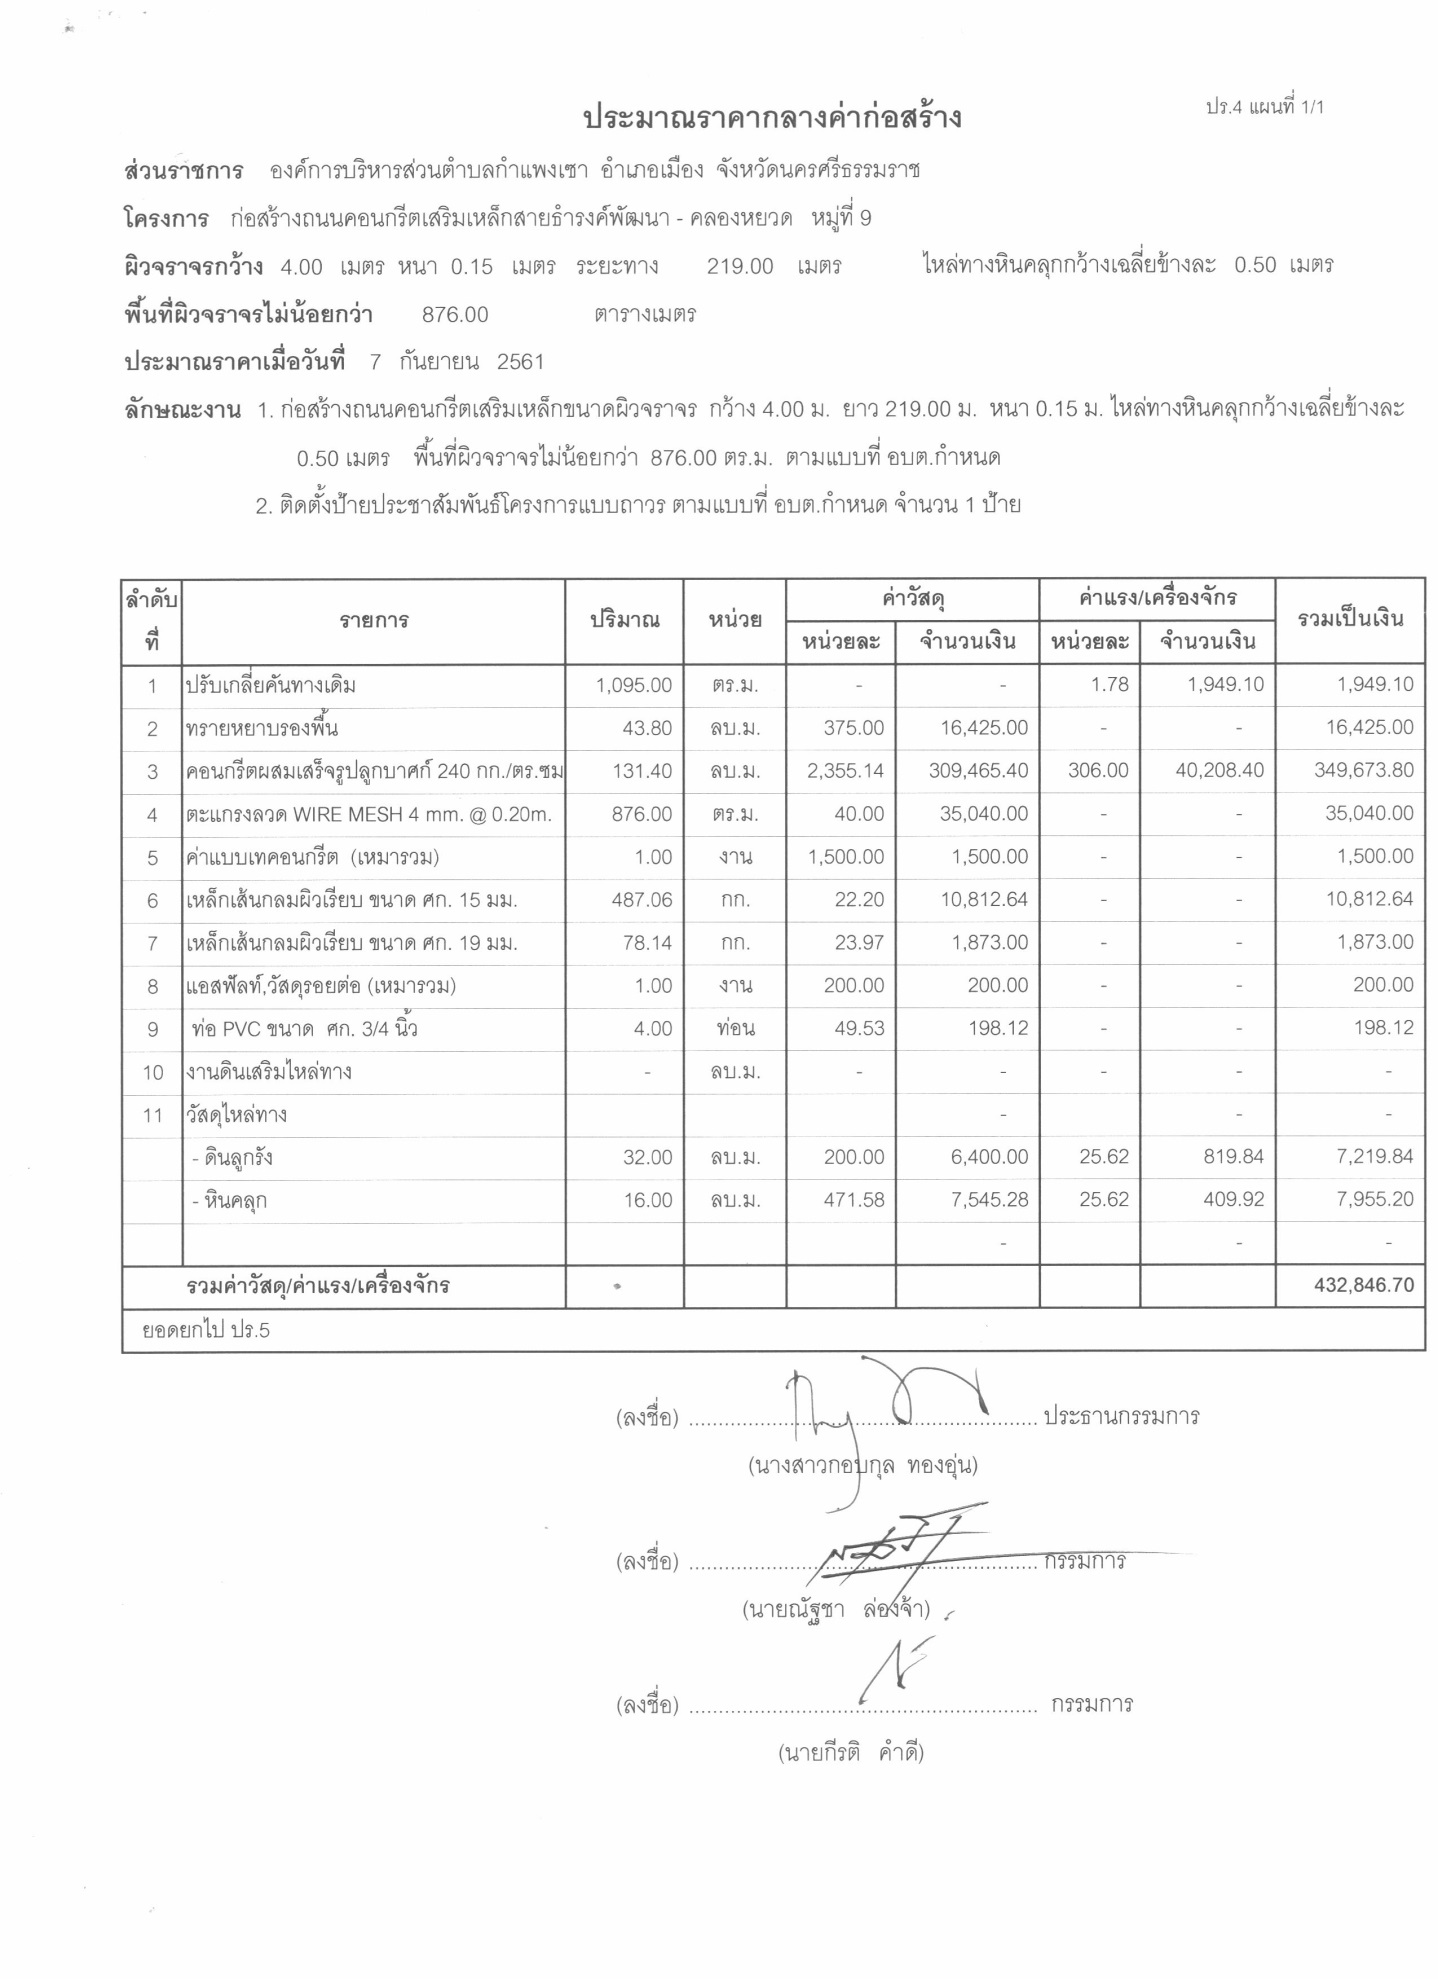 ปร.4 แผนที่ 1/1
ประมาณราคากลางค่าก่อสร้าง
ส่วนราชการ องค์การบริหารส่วนตำบลกำแพงเซา อำเภอเมือง จังหวัดนครศรีธรรมราช
โครงการ ก่อสร้างถนนคอนกรีตเสริมเหล็กสายธำรงค์พัฒนา - คลองหยวด หมู่ที่ 9
ผิวจราจรกว้าง 4.00 เมตร หนา 0.15 เมตร ระยะทาง 219.00 เมตร ไหล่ทางหินคลุกกว้างเฉลี่ยข้างละ 0.50 เมตร
พื้นที่ผิวจราจรไม่น้อยกว่า 876.00 ตารางเมตร
ประมาณราคาเมื่อวันที่ 7 กันยายน 2561
ลักษณะงาน 1. ก่อสร้างถนนคอนกรีตเสริมเหล็กขนาดผิวจราจร กว้าง 4.00 ม. ยาว 219.00 ม. หนา 0.15 ม. ไหล่ทางหินคลุกกว้างเฉลี่ยข้างละ
0.50 เมตร พื้นที่ผิวจราจรไม่น้อยกว่า 876.00 ตร.ม. ตามแบบที่ อบต.กำหนด
2. ติดตั้งป้ายประชาสัมพันธ์โครงการแบบถาวร ตามแบบที่ อบต.กำหนด จำนวน 1 ป้าย
ลำดับที่ รายการ ปริมาณ หน่วย ค่าวัสดุ ค่าแรง/เครื่องจักร รวมเป็นเงิน
หน่วยละ จำนวนเงิน หน่วยละ จำนวนเงิน
1 ปรับเกลี่ยคันทางเดิม 1,095.00 ตร.ม. - - 1.78 1,949.10 1,949.10
2 ทรายหยาบรองพื้น 43.80 ลบ.ม. 375.00 16,425.00 - - 16,425.00
3 คอนกรีตผสมเสร็จรูปลูกบาศก์ 240 กก./ตร.ซม 131.40 ลบ.ม. 2,355.14 309,465.40 306.00 40,208.40 349,673.80
4 ตะแกรงลวด WIRE MESH 4 mm. @ 0.20m. 876.00 ตร.ม. 40.00 35,040.00 - - 35,040.00
5 ค่าแบบเทคอนกรีต (เหมารวม) 1.00 งาน 1,500.00 1,500.00 - - 1,500.00
6 เหล็กเส้นกลมผิวเรียบ ขนาด ศก. 15 มม. 487.06 กก. 22.20 10,812.64 - - 10,812.64
7 เหล็กเส้นกลมผิวเรียบ ขนาด ศก. 19 มม. 78.14 กก. 23.97 1,873.00 - - 1,873.00
8 แอสฟัลท์,วัสดุรอยต่อ (เหมารวม) 1.00 งาน 200.00 200.00 - - 200.00
9 ท่อ PVC ขนาด ศก. 3/4 นิ้ว 4.00 ท่อน 49.53 198.12 - - 198.12
10 งานดินเสริมไหล่ทาง - ลบ.ม. - - - - -
11 วัสดุไหล่ทาง - - -
- ดินลูกรัง 32.00 ลบ.ม. 200.00 6,400.00 25.62 819.84 7,219.84
- หินคลุก 16.00 ลบ.ม. 471.58 7,545.28 25.62 409.92 7,955.20
- - -
รวมค่าวัสดุ/ค่าแรง/เครื่องจักร 432,846.70
ยอดยกไป ปร.5
(ลงชื่อ) ........................................ ประธานกรรมการ
(นางสาวกอบกุล ทองอุ่น)
(ลงชื่อ) ........................................ กรรมการ
(นายณัฐชา ล่องจ้า)
(ลงชื่อ) ........................................ กรรมการ
(นายกีรติ คำดี)